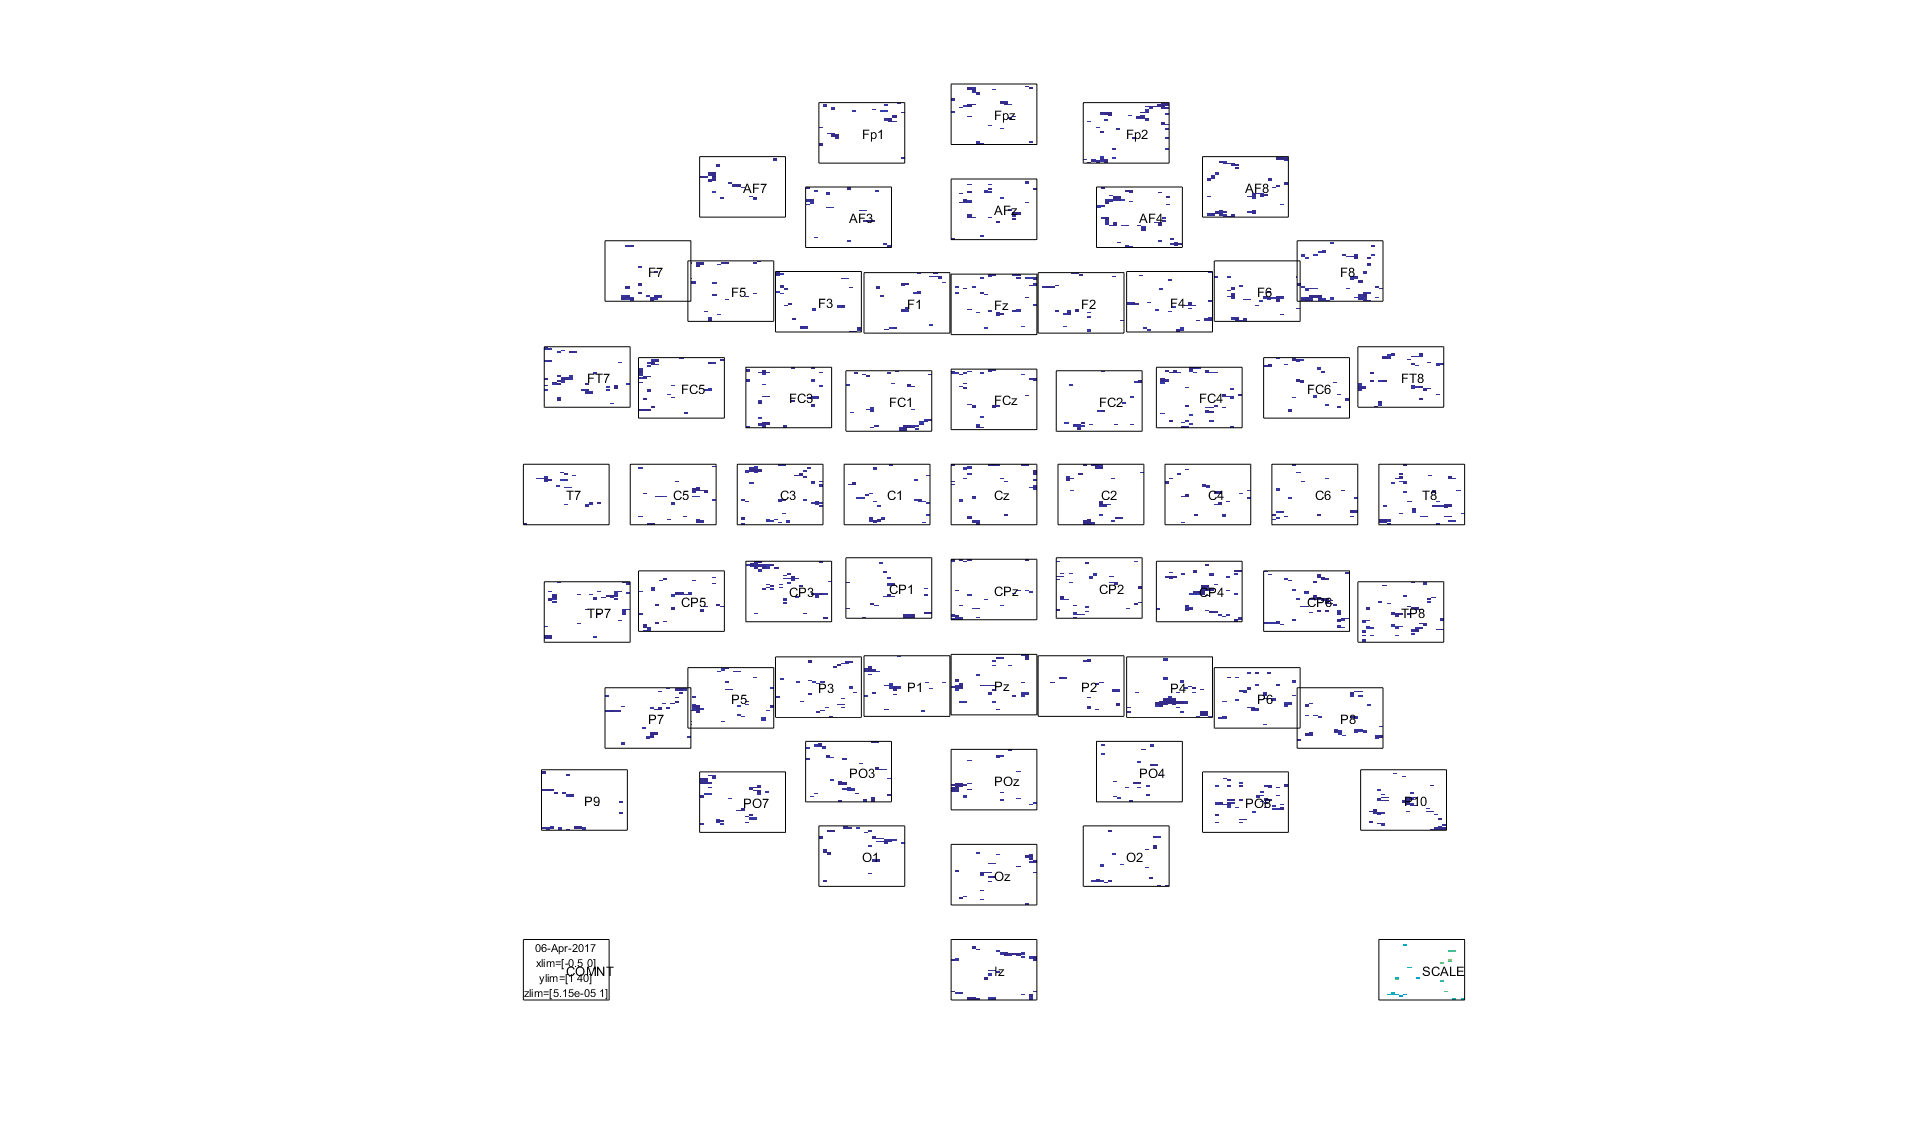 Fpz
Fp1
Fp2
AF7
AF8
AFz
AF3
AF4
F7
F8
F5
F6
F3
F1
Fz
F2
F4
FT7
FC5
FC3
FC1
FCz
FC2
FC4
FC6
FT8
T7
C5
C3
C1
Cz
C2
C4
C6
T8
TP7
CP5
CP3
CP1
CPz
CP2
CP4
CP6
TP8
P7
P5
P3
P1
Pz
P2
P4
P6
P8
P9
PO7
PO3
POz
PO4
PO8
P10
O1
Oz
O2
06-Apr-2017
xlim=[-0.5 0]
COMNT
ylim=[1 40]
zlim=[5.15e-05 1]
Iz
SCALE